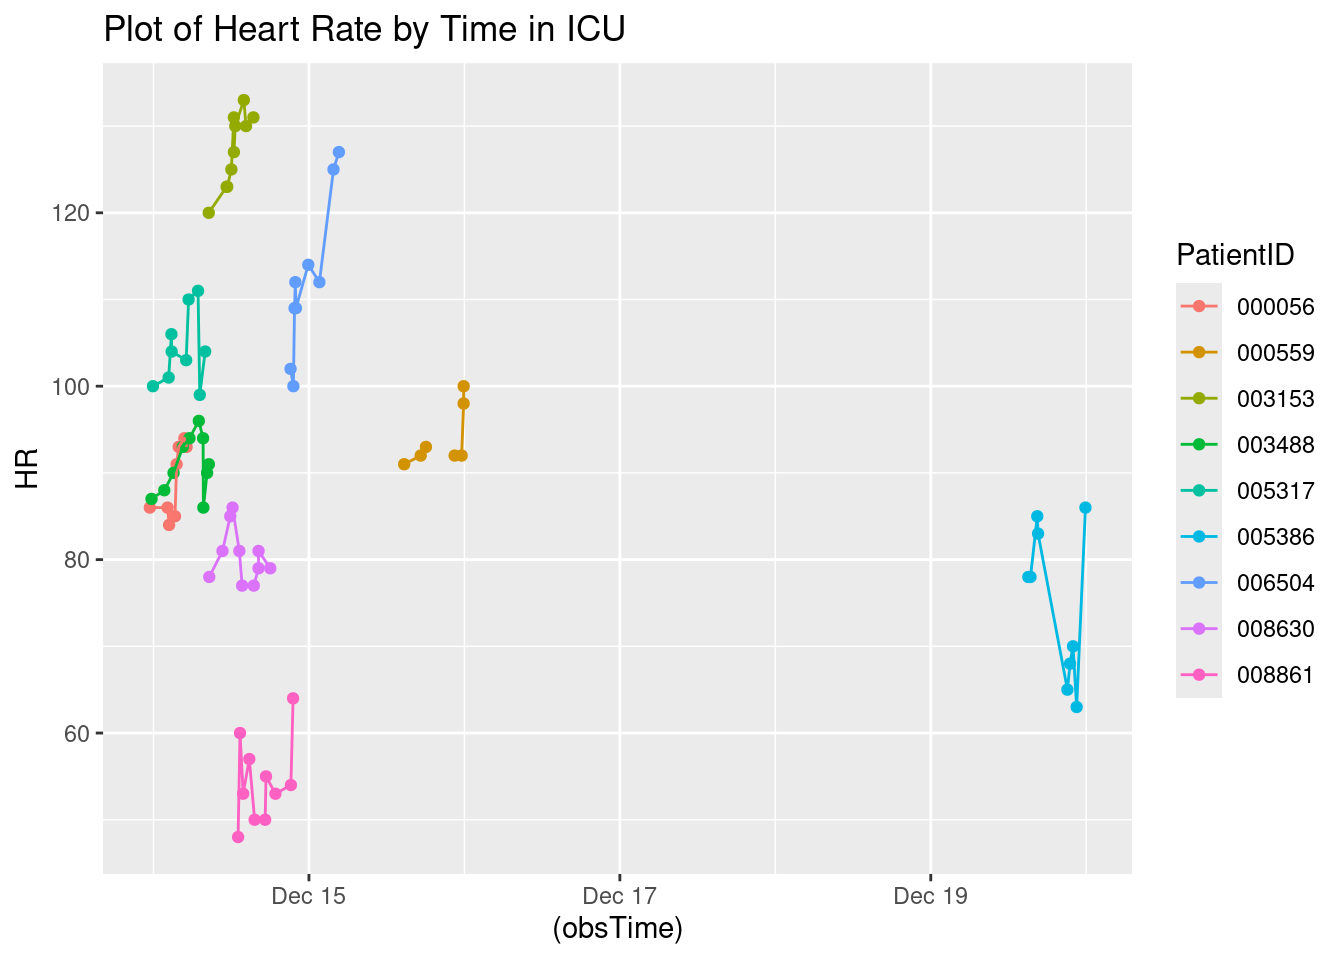 Plot of Heart Rate by Time in ICU
HR
120
100
80
60
Dec 15
Dec 17
Dec 19
(obsTime)
PatientID
000056
000559
003153
003488
005317
005386
006504
008630
008861